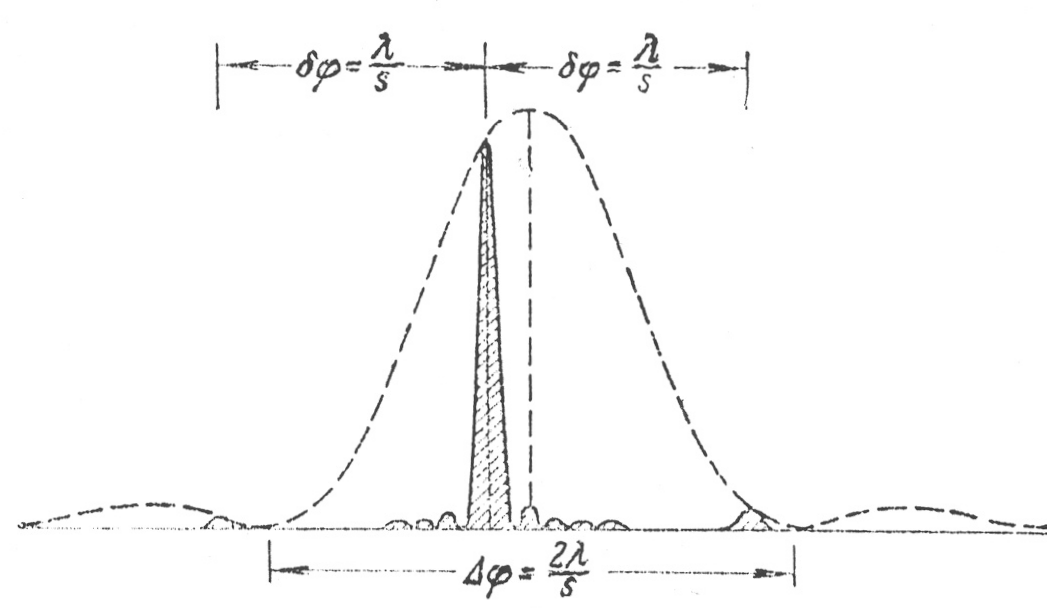 δφ = λ/s δφ = λ/s
Δφ = 2λ/s